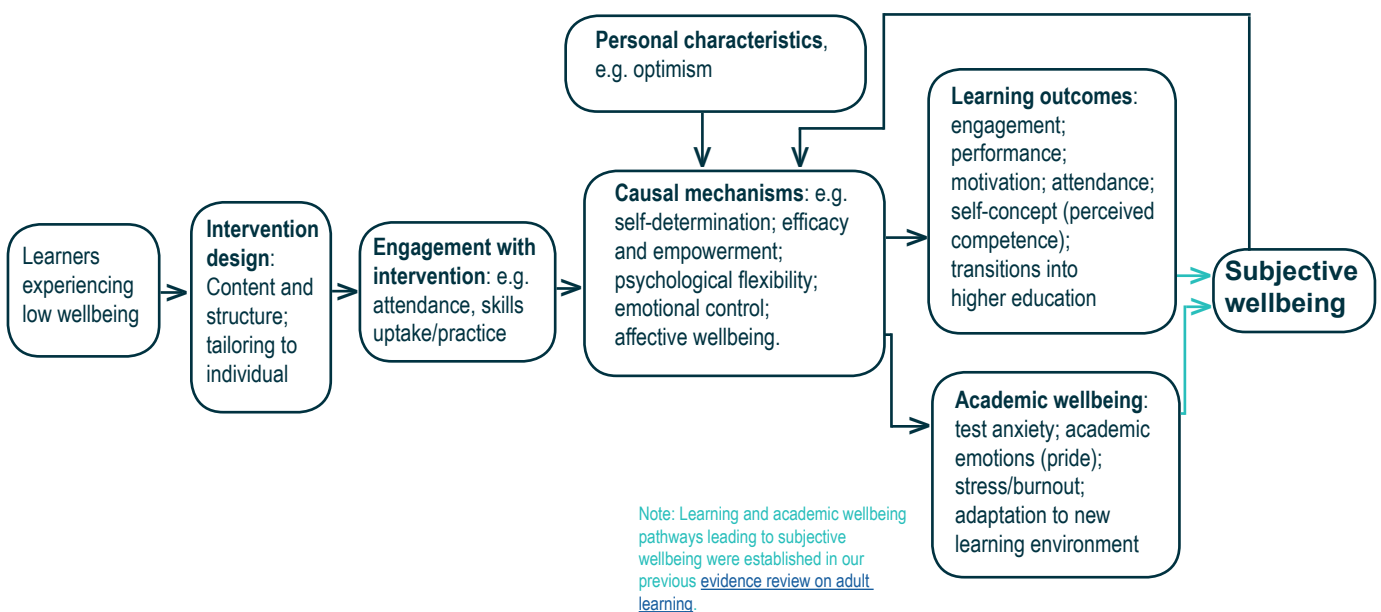 Personal characteristics,
e.g. optimism
Learners
experiencing
low wellbeing
Intervention
design:
Content and
structure;
tailoring to
individual
Engagement with
intervention: e.g.
attendance, skills
uptake/practice
Causal mechanisms: e.g.
self-determination; efficacy
and empowerment;
psychological flexibility;
emotional control;
affective wellbeing.
Learning outcomes:
engagement;
performance;
motivation; attendance;
self-concept (perceived
competence);
transitions into
higher education
Academic wellbeing:
test anxiety; academic
emotions (pride);
stress/burnout;
adaptation to new
learning environment
Subjective
wellbeing
Note: Learning and academic wellbeing
pathways leading to subjective
wellbeing were established in our
previous evidence review on adult
learning.